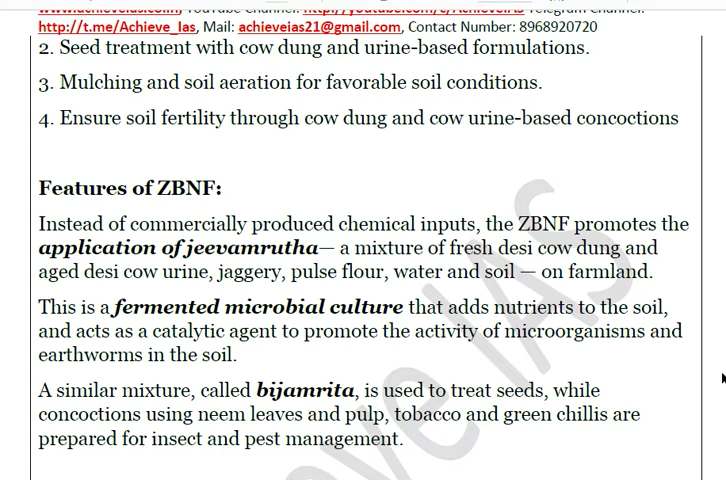 http://t.me/Achieve_Ias, Mail: achieveias21@gmail.com, Contact Number: 8968920720
2. Seed treatment with cow dung and urine-based formulations.
3. Mulching and soil aeration for favorable soil conditions.
4. Ensure soil fertility through cow dung and cow urine-based concoctions
Features of ZBNF:
Instead of commercially produced chemical inputs, the ZBNF promotes the
application of jeevamrutha— a mixture of fresh desi cow dung and
aged desi cow urine, jaggery, pulse flour, water and soil — on farmland.
This is a fermented microbial culture that adds nutrients to the soil,
and acts as a catalytic agent to promote the activity of microorganisms and
earthworms in the soil.
A similar mixture, called bijamrita, is used to treat seeds, while
concoctions using neem leaves and pulp, tobacco and green chillis are
prepared for insect and pest management.